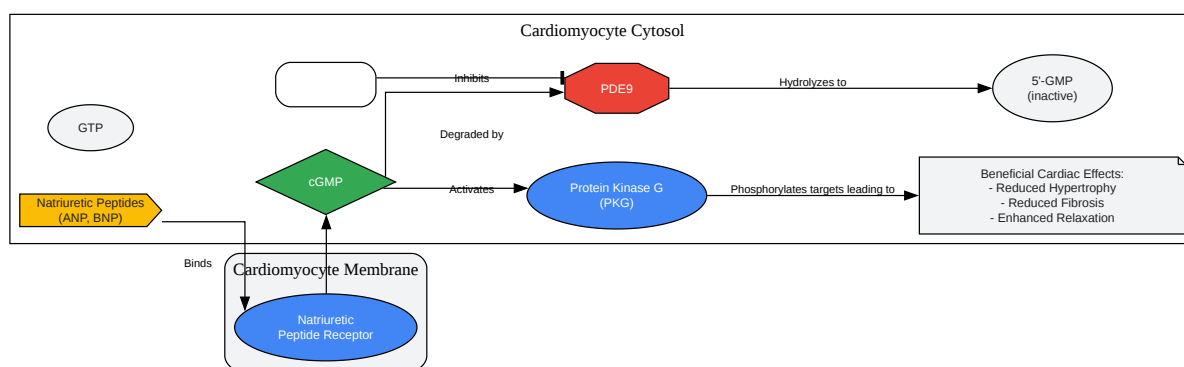 Cardiomyocyte Cytosol
Inhibits
PDE9
Hydrolyzes to
5'-GMP
(inactive)
GTP
Degraded by
cGMP
Activates
Protein Kinase G
(PKG)
Phosphorylates targets leading to
Beneficial Cardiac Effects:
- Reduced Hypertrophy
- Reduced Fibrosis
- Enhanced Relaxation
Natriuretic Peptides
(ANP, BNP)
Binds
Cardiomyocyte Membrane
Natriuretic
Peptide Receptor